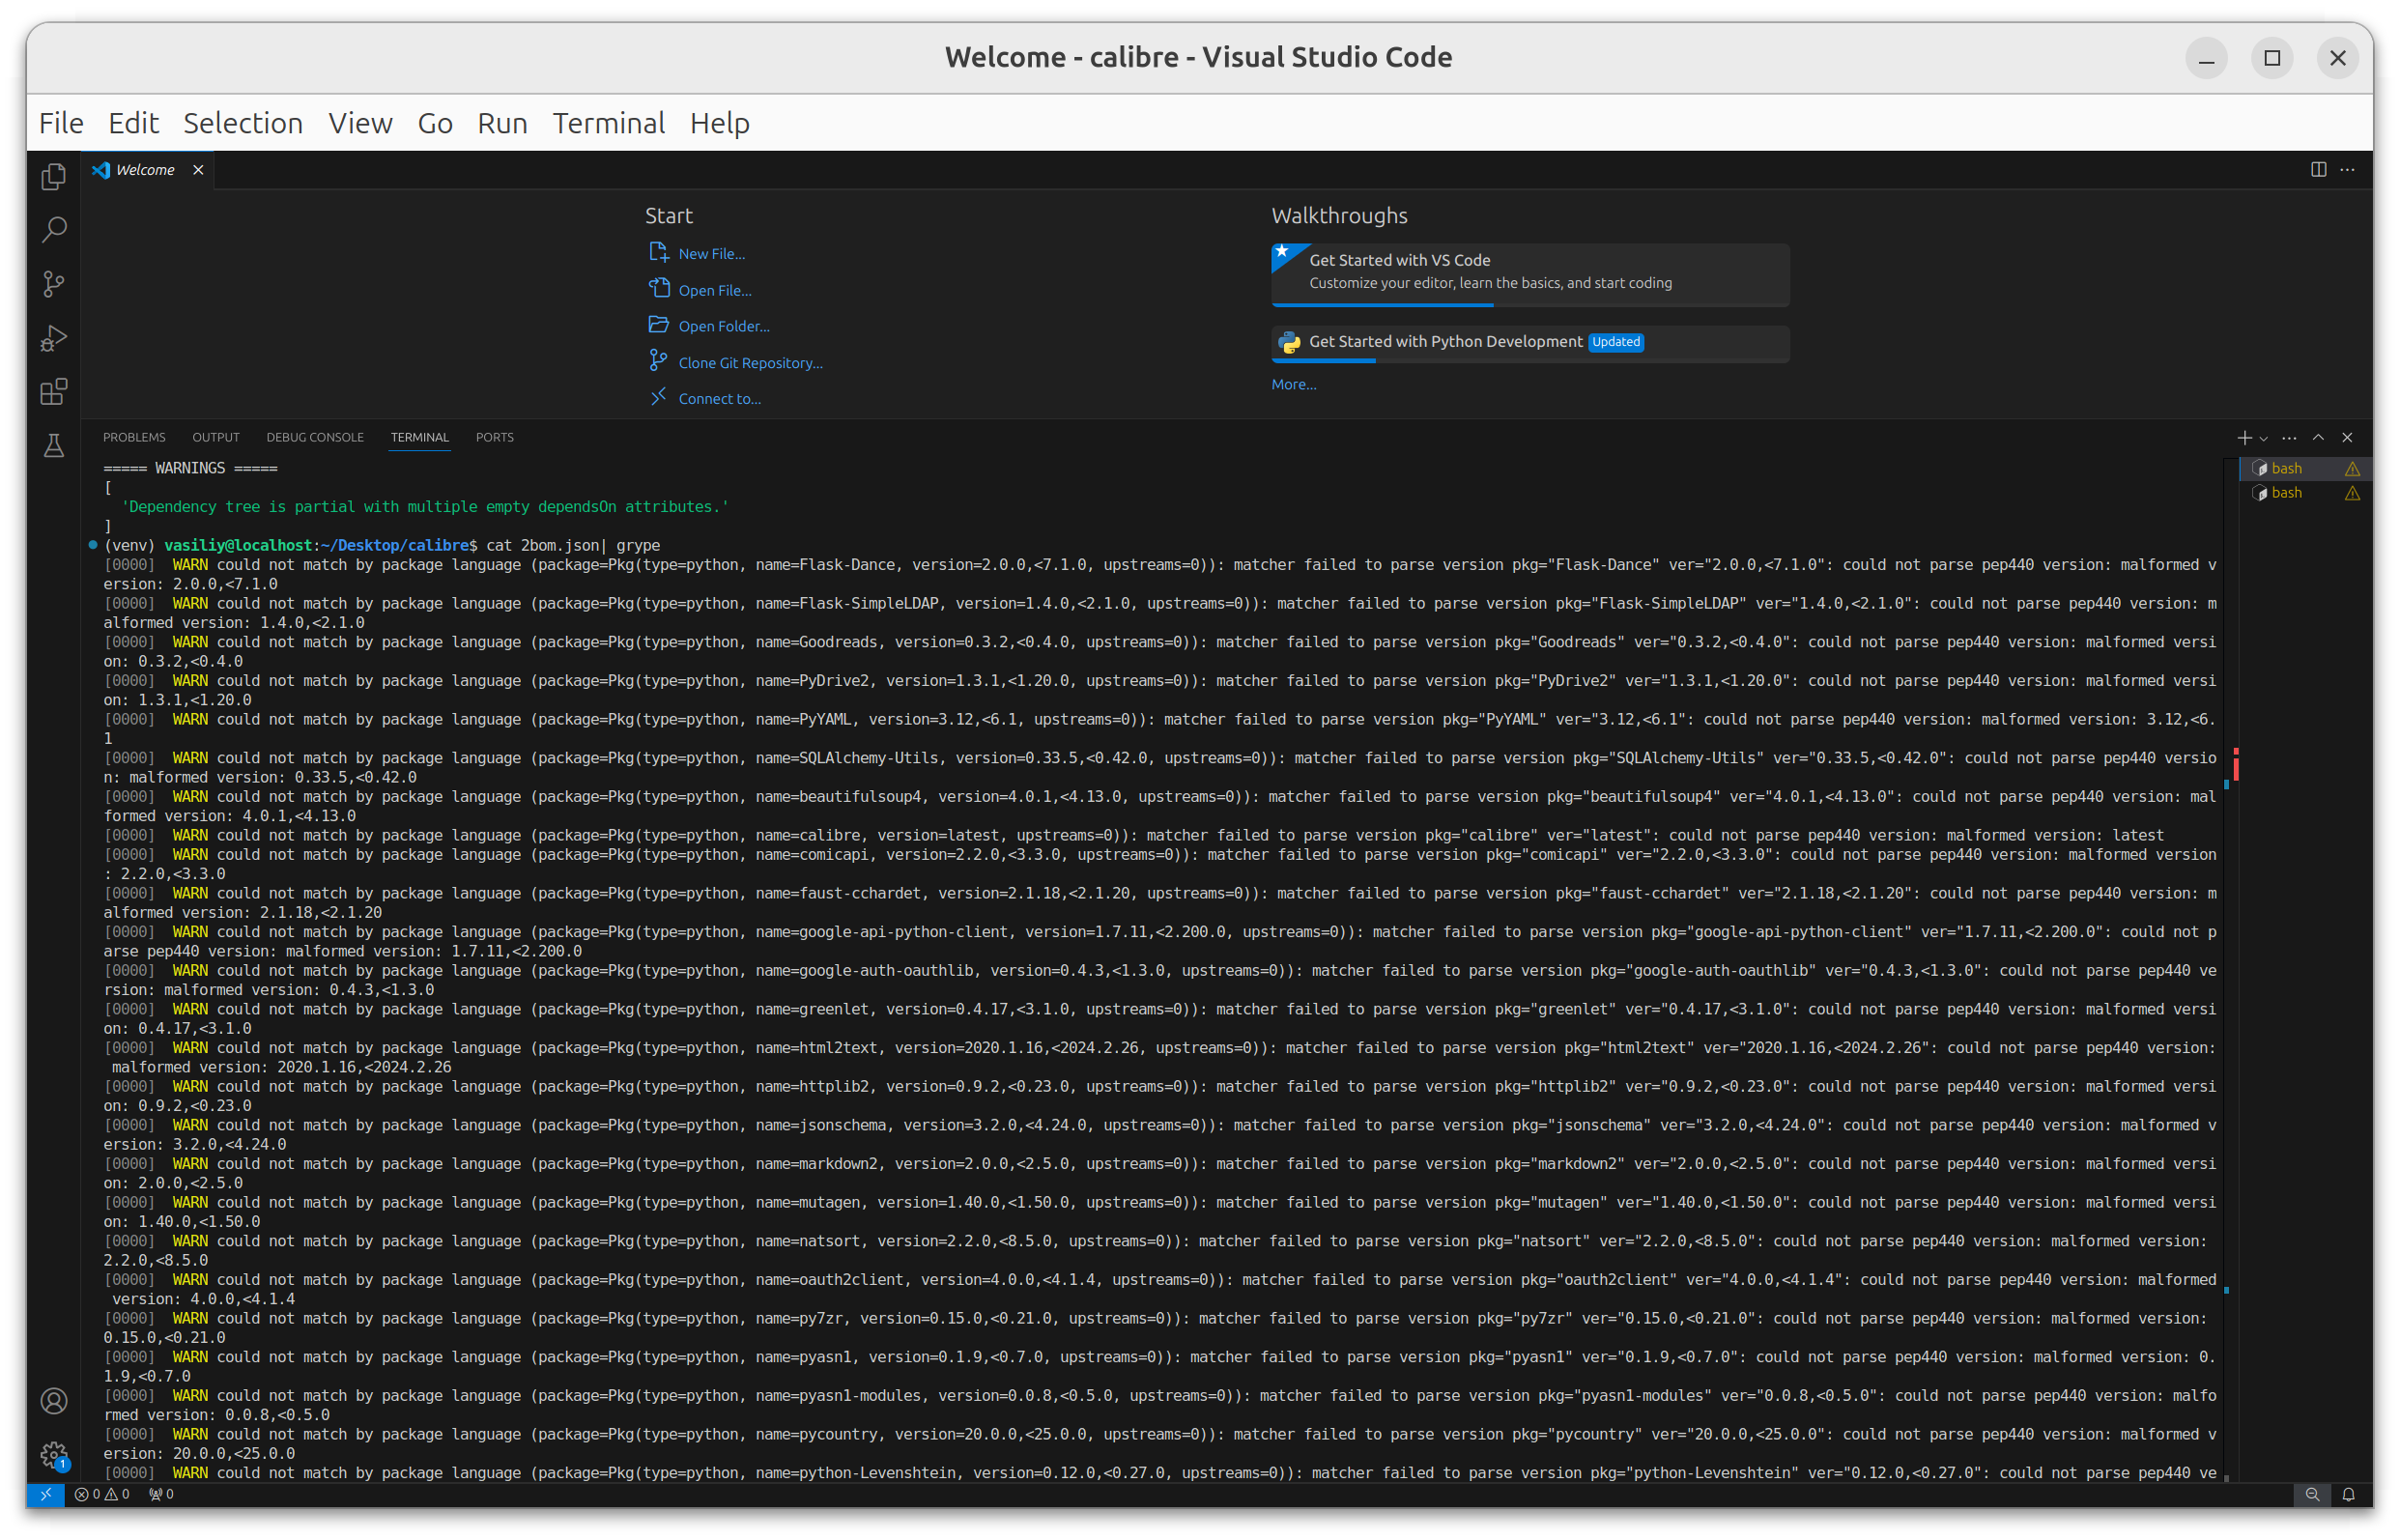 Welcome - calibre - Visual Studio Code
File Edit Selection View Go Run Terminal Help
Welcome
Start
New File...
Open File...
Open Folder...
Clone Git Repository...
Connect to...
Walkthroughs
Get Started with VS Code
Customize your editor, learn the basics, and start coding
Get Started with Python Development Updated
More...
PROBLEMS OUTPUT DEBUG CONSOLE TERMINAL PORTS
bash
bash
===== WARNINGS =====
[
'Dependency tree is partial with multiple empty dependsOn attributes.'
]
(venv) vasiliy@localhost:~/Desktop/calibre$ cat 2bom.json| grype
[0000]  WARN could not match by package language (package=Pkg(type=python, name=Flask-Dance, version=2.0.0,<7.1.0, upstreams=0)): matcher failed to parse version pkg="Flask-Dance" ver="2.0.0,<7.1.0": could not parse pep440 version: malformed v
ersion: 2.0.0,<7.1.0
[0000]  WARN could not match by package language (package=Pkg(type=python, name=Flask-SimpleLDAP, version=1.4.0,<2.1.0, upstreams=0)): matcher failed to parse version pkg="Flask-SimpleLDAP" ver="1.4.0,<2.1.0": could not parse pep440 version: m
alformed version: 1.4.0,<2.1.0
[0000]  WARN could not match by package language (package=Pkg(type=python, name=Goodreads, version=0.3.2,<0.4.0, upstreams=0)): matcher failed to parse version pkg="Goodreads" ver="0.3.2,<0.4.0": could not parse pep440 version: malformed versi
on: 0.3.2,<0.4.0
[0000]  WARN could not match by package language (package=Pkg(type=python, name=PyDrive2, version=1.3.1,<1.20.0, upstreams=0)): matcher failed to parse version pkg="PyDrive2" ver="1.3.1,<1.20.0": could not parse pep440 version: malformed versi
on: 1.3.1,<1.20.0
[0000]  WARN could not match by package language (package=Pkg(type=python, name=PyYAML, version=3.12,<6.1, upstreams=0)): matcher failed to parse version pkg="PyYAML" ver="3.12,<6.1": could not parse pep440 version: malformed version: 3.12,<6.
1
[0000]  WARN could not match by package language (package=Pkg(type=python, name=SQLAlchemy-Utils, version=0.33.5,<0.42.0, upstreams=0)): matcher failed to parse version pkg="SQLAlchemy-Utils" ver="0.33.5,<0.42.0": could not parse pep440 versio
n: malformed version: 0.33.5,<0.42.0
[0000]  WARN could not match by package language (package=Pkg(type=python, name=beautifulsoup4, version=4.0.1,<4.13.0, upstreams=0)): matcher failed to parse version pkg="beautifulsoup4" ver="4.0.1,<4.13.0": could not parse pep440 version: mal
formed version: 4.0.1,<4.13.0
[0000]  WARN could not match by package language (package=Pkg(type=python, name=calibre, version=latest, upstreams=0)): matcher failed to parse version pkg="calibre" ver="latest": could not parse pep440 version: malformed version: latest
[0000]  WARN could not match by package language (package=Pkg(type=python, name=comicapi, version=2.2.0,<3.3.0, upstreams=0)): matcher failed to parse version pkg="comicapi" ver="2.2.0,<3.3.0": could not parse pep440 version: malformed version
: 2.2.0,<3.3.0
[0000]  WARN could not match by package language (package=Pkg(type=python, name=faust-cchardet, version=2.1.18,<2.1.20, upstreams=0)): matcher failed to parse version pkg="faust-cchardet" ver="2.1.18,<2.1.20": could not parse pep440 version: m
alformed version: 2.1.18,<2.1.20
[0000]  WARN could not match by package language (package=Pkg(type=python, name=google-api-python-client, version=1.7.11,<2.200.0, upstreams=0)): matcher failed to parse version pkg="google-api-python-client" ver="1.7.11,<2.200.0": could not p
arse pep440 version: malformed version: 1.7.11,<2.200.0
[0000]  WARN could not match by package language (package=Pkg(type=python, name=google-auth-oauthlib, version=0.4.3,<1.3.0, upstreams=0)): matcher failed to parse version pkg="google-auth-oauthlib" ver="0.4.3,<1.3.0": could not parse pep440 ve
rsion: malformed version: 0.4.3,<1.3.0
[0000]  WARN could not match by package language (package=Pkg(type=python, name=greenlet, version=0.4.17,<3.1.0, upstreams=0)): matcher failed to parse version pkg="greenlet" ver="0.4.17,<3.1.0": could not parse pep440 version: malformed versi
on: 0.4.17,<3.1.0
[0000]  WARN could not match by package language (package=Pkg(type=python, name=html2text, version=2020.1.16,<2024.2.26, upstreams=0)): matcher failed to parse version pkg="html2text" ver="2020.1.16,<2024.2.26": could not parse pep440 version:
malformed version: 2020.1.16,<2024.2.26
[0000]  WARN could not match by package language (package=Pkg(type=python, name=httplib2, version=0.9.2,<0.23.0, upstreams=0)): matcher failed to parse version pkg="httplib2" ver="0.9.2,<0.23.0": could not parse pep440 version: malformed versi
on: 0.9.2,<0.23.0
[0000]  WARN could not match by package language (package=Pkg(type=python, name=jsonschema, version=3.2.0,<4.24.0, upstreams=0)): matcher failed to parse version pkg="jsonschema" ver="3.2.0,<4.24.0": could not parse pep440 version: malformed v
ersion: 3.2.0,<4.24.0
[0000]  WARN could not match by package language (package=Pkg(type=python, name=markdown2, version=2.0.0,<2.5.0, upstreams=0)): matcher failed to parse version pkg="markdown2" ver="2.0.0,<2.5.0": could not parse pep440 version: malformed versi
on: 2.0.0,<2.5.0
[0000]  WARN could not match by package language (package=Pkg(type=python, name=mutagen, version=1.40.0,<1.50.0, upstreams=0)): matcher failed to parse version pkg="mutagen" ver="1.40.0,<1.50.0": could not parse pep440 version: malformed versi
on: 1.40.0,<1.50.0
[0000]  WARN could not match by package language (package=Pkg(type=python, name=natsort, version=2.2.0,<8.5.0, upstreams=0)): matcher failed to parse version pkg="natsort" ver="2.2.0,<8.5.0": could not parse pep440 version: malformed version:
2.2.0,<8.5.0
[0000]  WARN could not match by package language (package=Pkg(type=python, name=oauth2client, version=4.0.0,<4.1.4, upstreams=0)): matcher failed to parse version pkg="oauth2client" ver="4.0.0,<4.1.4": could not parse pep440 version: malformed
version: 4.0.0,<4.1.4
[0000]  WARN could not match by package language (package=Pkg(type=python, name=py7zr, version=0.15.0,<0.21.0, upstreams=0)): matcher failed to parse version pkg="py7zr" ver="0.15.0,<0.21.0": could not parse pep440 version: malformed version:
0.15.0,<0.21.0
[0000]  WARN could not match by package language (package=Pkg(type=python, name=pyasn1, version=0.1.9,<0.7.0, upstreams=0)): matcher failed to parse version pkg="pyasn1" ver="0.1.9,<0.7.0": could not parse pep440 version: malformed version: 0.
1.9,<0.7.0
[0000]  WARN could not match by package language (package=Pkg(type=python, name=pyasn1-modules, version=0.0.8,<0.5.0, upstreams=0)): matcher failed to parse version pkg="pyasn1-modules" ver="0.0.8,<0.5.0": could not parse pep440 version: malfo
rmed version: 0.0.8,<0.5.0
[0000]  WARN could not match by package language (package=Pkg(type=python, name=pycountry, version=20.0.0,<25.0.0, upstreams=0)): matcher failed to parse version pkg="pycountry" ver="20.0.0,<25.0.0": could not parse pep440 version: malformed v
ersion: 20.0.0,<25.0.0
[0000]  WARN could not match by package language (package=Pkg(type=python, name=python-Levenshtein, version=0.12.0,<0.27.0, upstreams=0)): matcher failed to parse version pkg="python-Levenshtein" ver="0.12.0,<0.27.0": could not parse pep440 ve
1
0 0 0